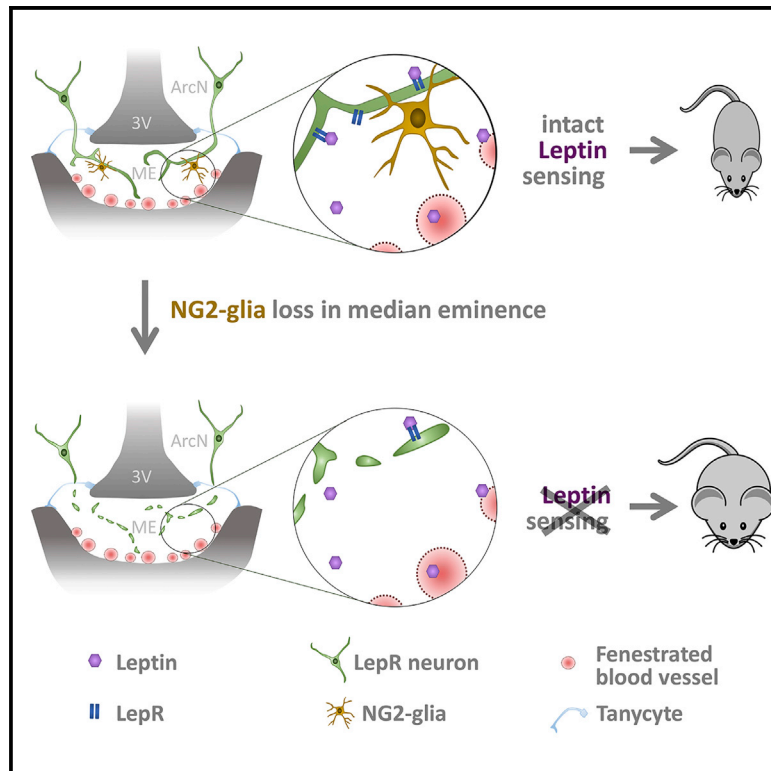 ArcN
3V
ME
intact
Leptin
sensing
NG2-glia loss in median eminence
ArcN
3V
ME
Leptin
sensing
Leptin
LepR neuron
Fenestrated
blood vessel
LepR
NG2-glia
Tanycyte